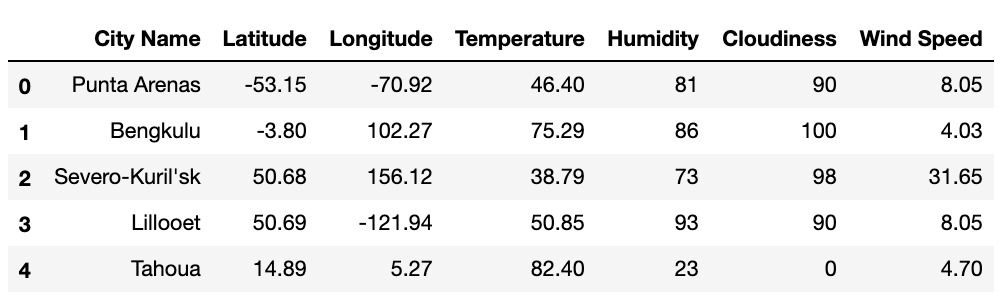 City Name Latitude Longitude Temperature Humidity Cloudiness Wind Speed
0 Punta Arenas -53.15 -70.92 46.40 81 90 8.05
1 Bengkulu -3.80 102.27 75.29 86 100 4.03
2 Severo-Kuril'sk 50.68 156.12 38.79 73 98 31.65
3 Lillooet 50.69 -121.94 50.85 93 90 8.05
4 Tahoua 14.89 5.27 82.40 23 0 4.70